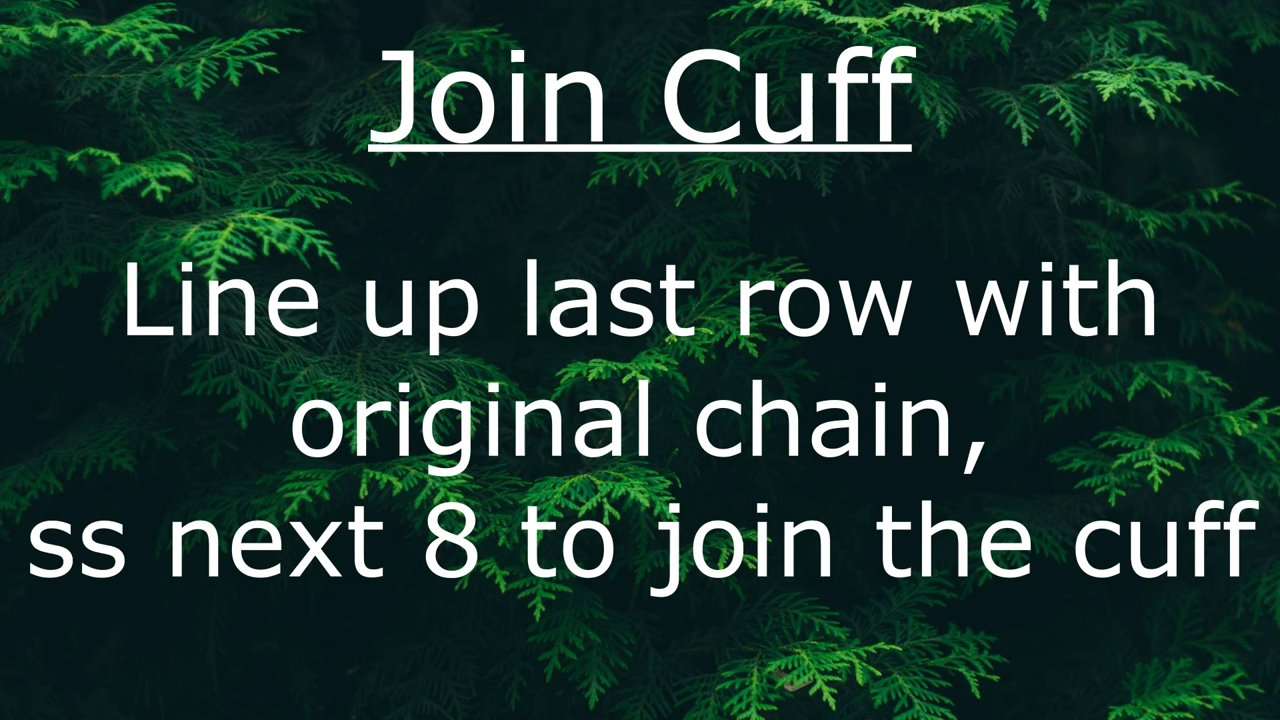 Join Cuff
Line up last row with
original chain,
ss next 8 to join the cuff